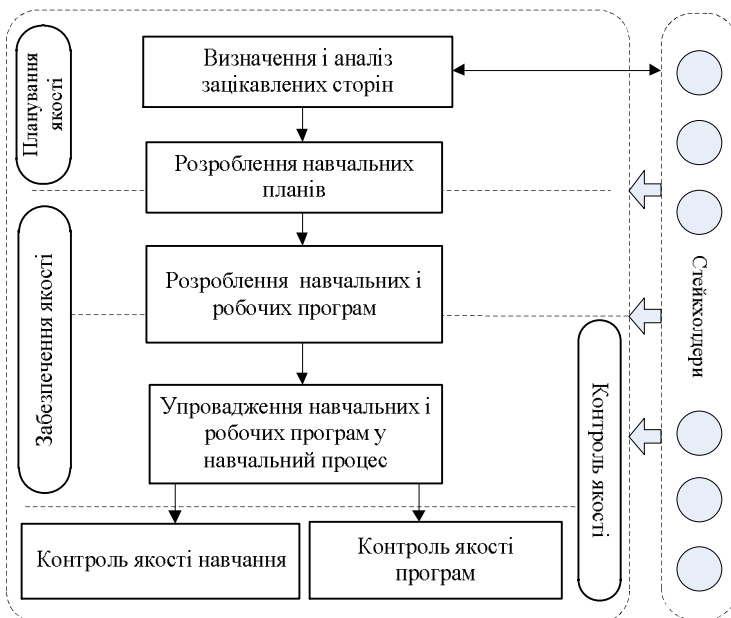 Планування
якості
Визначення і аналіз
зацікавлених сторін
Розроблення навчальних
планів
Забезпечення якості
Розроблення навчальних і
робочих програм
Упровадження навчальних і
робочих програм у
навчальний процес
Контроль якості навчання
Контроль якості
програм
Контроль якості
Стейкхолдери